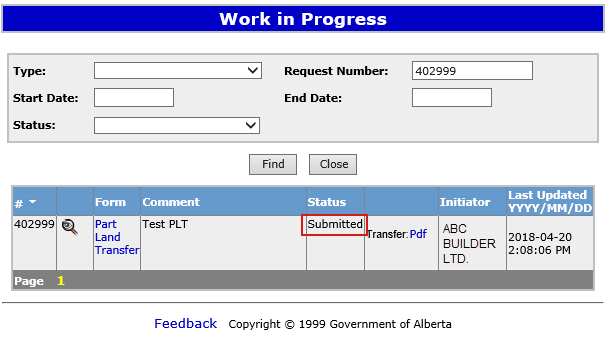 Work in Progress
Type: Request Number: 402999
Start Date: End Date:
Status:
Find Close
# Form Comment Status Initiator Last Updated
YYYY/MM/DD
402999 Part Test PLT Submitted ABC
Land Transfer:Pdf BUILDER 2018-04-20
Transfer LTD. 2:08:06 PM
Page 1
Feedback Copyright © 1999 Government of Alberta